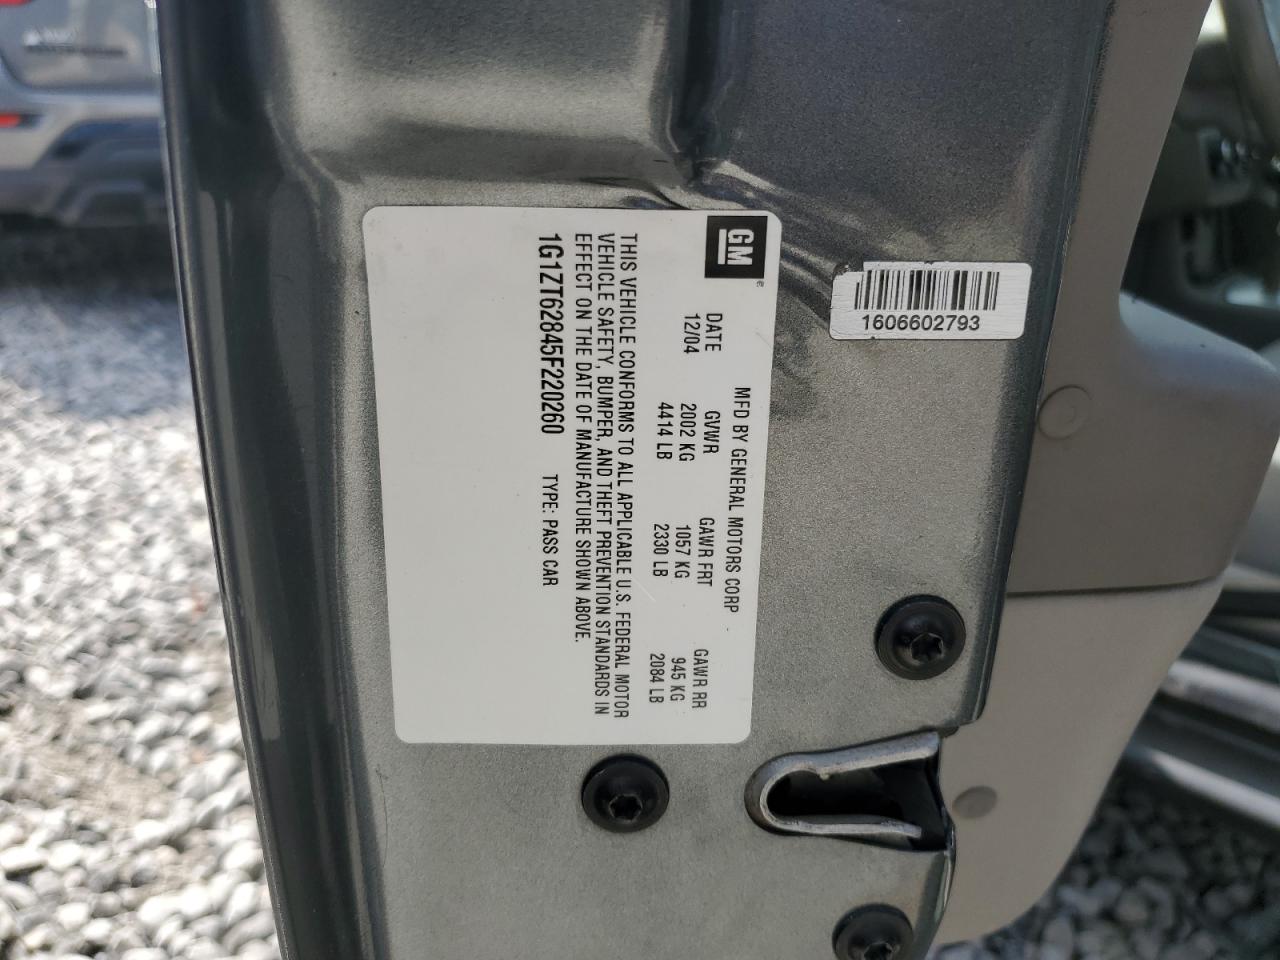 GM ®
MFD BY GENERAL MOTORS CORP
DATE GVWR GAWR FRT GAWR RR
12/04 2002 KG 1057 KG 945 KG
4414 LB 2330 LB 2084 LB
THIS VEHICLE CONFORMS TO ALL APPLICABLE U.S. FEDERAL MOTOR
VEHICLE SAFETY, BUMPER, AND THEFT PREVENTION STANDARDS IN
EFFECT ON THE DATE OF MANUFACTURE SHOWN ABOVE.
1G1ZT62845F220260 TYPE: PASS CAR
1606602793